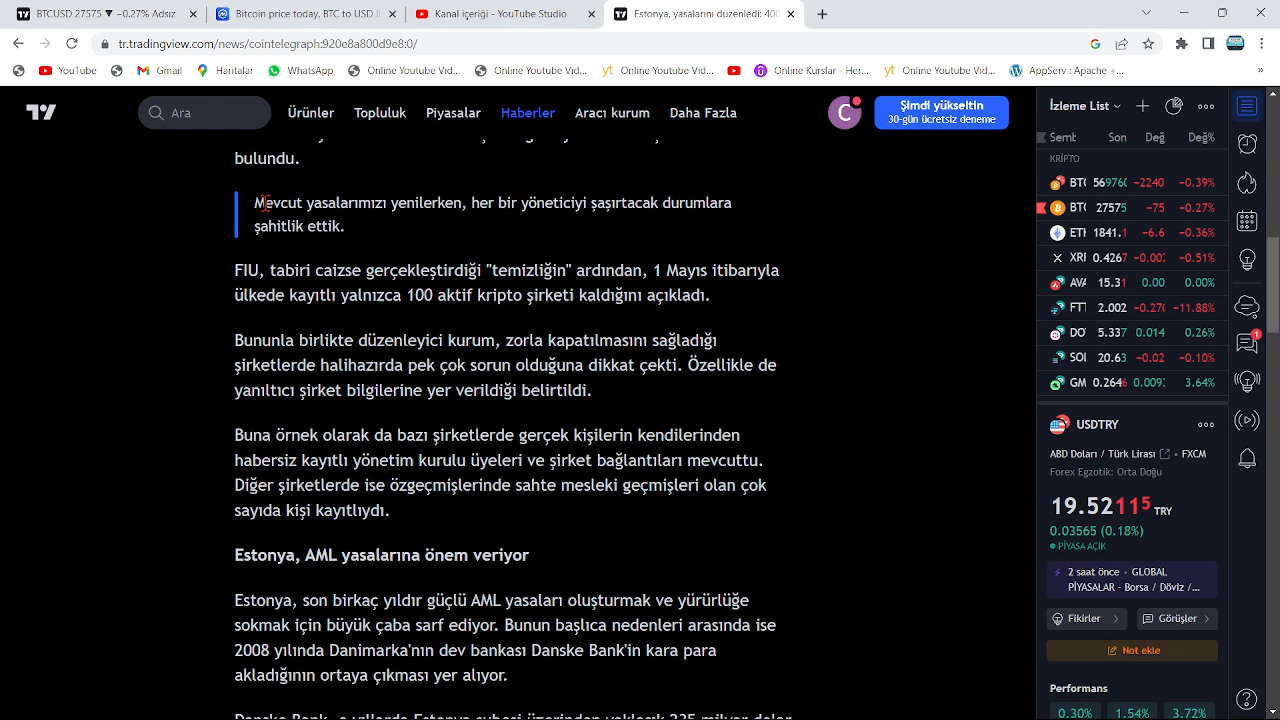 BTCUSD 27575 ▼ −0.27% Adsız
Bitcoin price today, BTC to USD li
Kanal içeriği - YouTube Studio
Estonya, yasalarını düzenledi: 400
tr.tradingview.com/news/cointelegraph:920e8a800d9e8:0/
YouTube
Gmail
Haritalar
WhatsApp
Online Youtube Vid...
Online Youtube Vid...
Online Youtube Vid...
Online Kurslar - Her...
Online Youtube Vid...
AppServ : Apache +...
»
Ara
Ürünler
Topluluk
Piyasalar
Haberler
Aracı kurum
Daha Fazla
C
Şimdi yükseltin
30-gün ücretsiz deneme
bulundu.
Mevcut yasalarımızı yenilerken, her bir yöneticiyi şaşırtacak durumlara
şahitlik ettik.
FIU, tabiri caizse gerçekleştirdiği "temizliğin" ardından, 1 Mayıs itibarıyla
ülkede kayıtlı yalnızca 100 aktif kripto şirketi kaldığını açıkladı.
Bununla birlikte düzenleyici kurum, zorla kapatılmasını sağladığı
şirketlerde halihazırda pek çok sorun olduğuna dikkat çekti. Özellikle de
yanıltıcı şirket bilgilerine yer verildiği belirtildi.
Buna örnek olarak da bazı şirketlerde gerçek kişilerin kendilerinden
habersiz kayıtlı yönetim kurulu üyeleri ve şirket bağlantıları mevcuttu.
Diğer şirketlerde ise özgeçmişlerinde sahte mesleki geçmişleri olan çok
sayıda kişi kayıtlıydı.
Estonya, AML yasalarına önem veriyor
Estonya, son birkaç yıldır güçlü AML yasaları oluşturmak ve yürürlüğe
sokmak için büyük çaba sarf ediyor. Bunun başlıca nedenleri arasında ise
2008 yılında Danimarka'nın dev bankası Danske Bank'in kara para
akladığının ortaya çıkması yer alıyor.
İzleme List
Semb Son Değ Değ%
KRİPTO
BTC 569760 −2240 −0.39%
BTC 27575 −75 −0.27%
ETH 1841.1 −6.6 −0.36%
XRI 0.4267 −0.002 −0.51%
AVA 15.31 0.00 0.00%
FTT 2.002 −0.270 −11.88%
DO 5.337 0.014 0.26%
SOL 20.63 −0.02 −0.10%
GM 0.2646 0.0093 3.64%
USDTRY
ABD Doları / Türk Lirası • FXCM
Forex Egzotik: Orta Doğu
19.52115 TRY
0.03565 (0.18%)
PİYASA AÇIK
2 saat önce • GLOBAL
PİYASALAR - Borsa / Döviz /...
Fikirler
Görüşler
Not ekle
Performans
0.30% 1.54% 3.72%
1